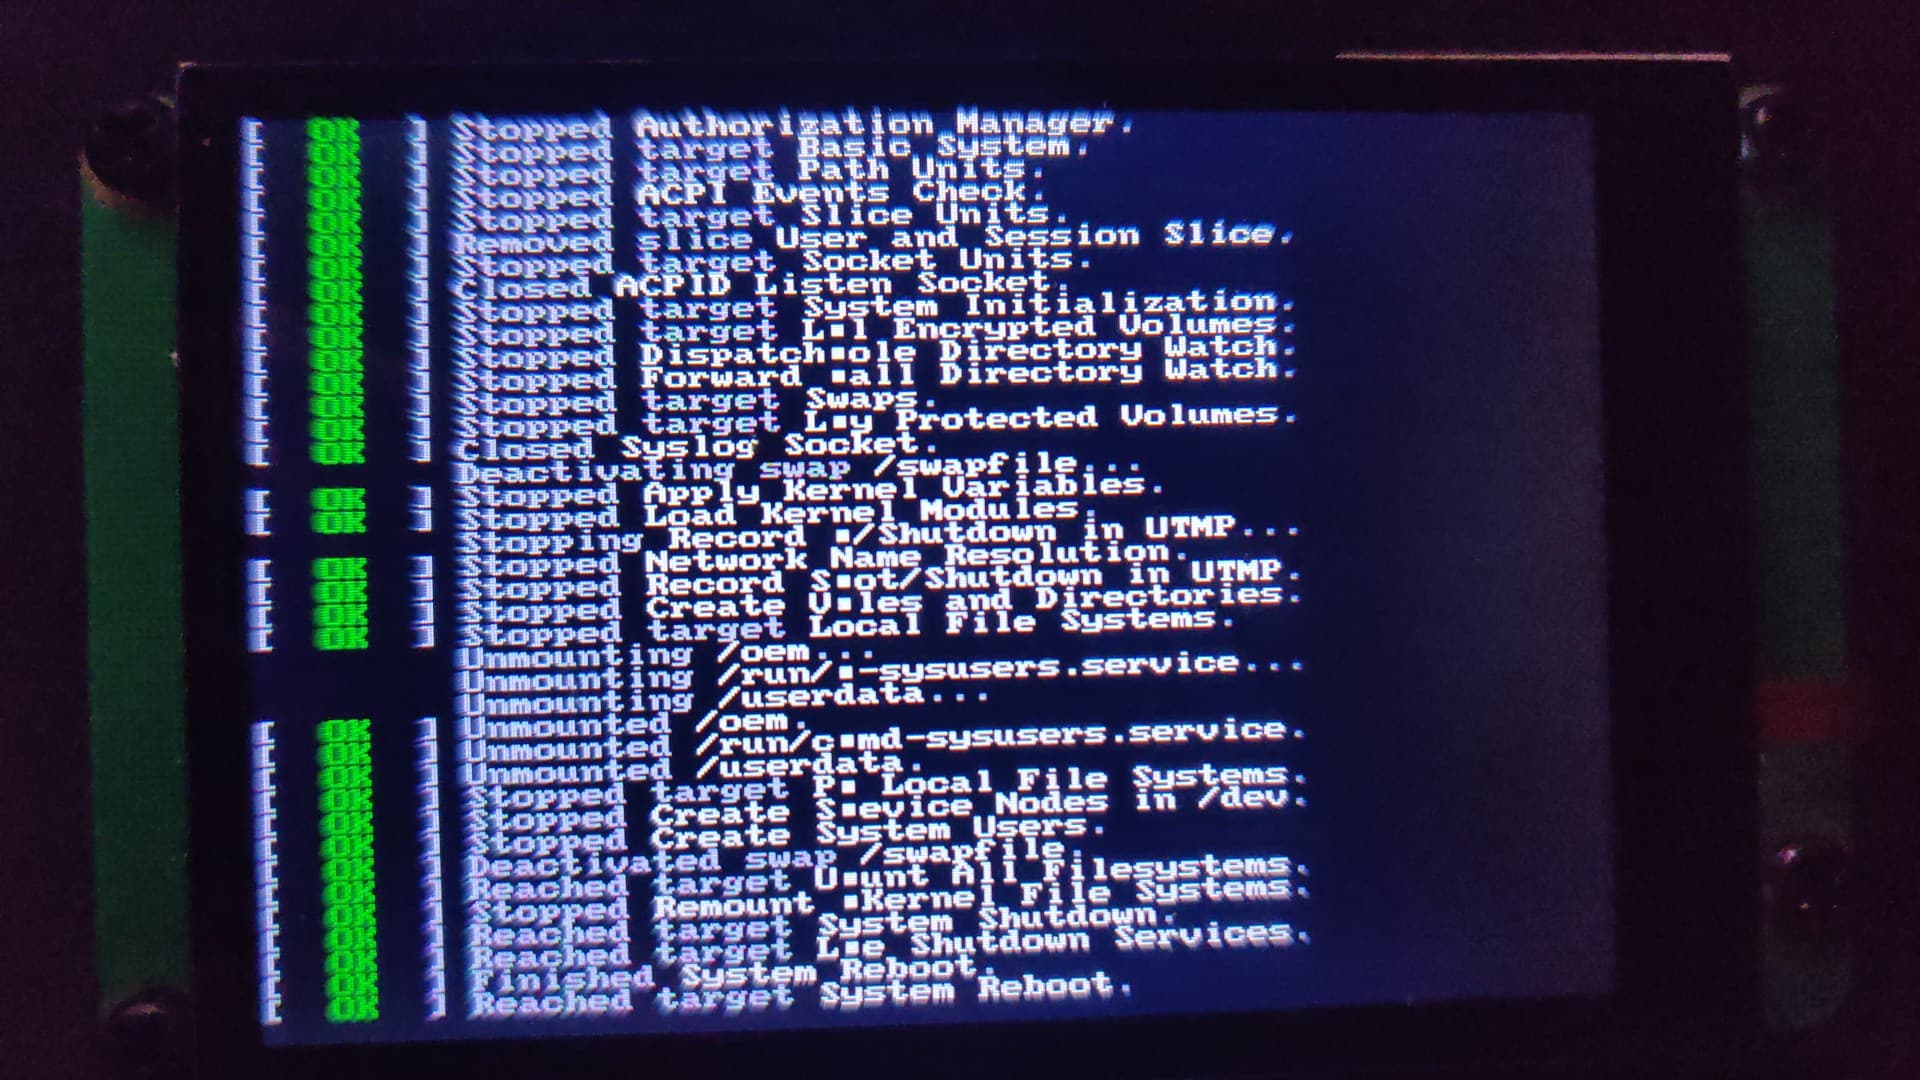 [ OK ] Stopped Authorization Manager.
[ OK ] Stopped target Basic System.
[ OK ] Stopped target Path Units.
[ OK ] Stopped ACPI Events Check.
[ OK ] Stopped target Slice Units.
[ OK ] Removed slice User and Session Slice.
[ OK ] Stopped target Socket Units.
[ OK ] Closed ACPID Listen Socket.
[ OK ] Stopped target System Initialization.
[ OK ] Stopped target L▪l Encrypted Volumes.
[ OK ] Stopped Dispatch▪ole Directory Watch.
[ OK ] Stopped Forward ▪all Directory Watch.
[ OK ] Stopped target Swaps.
[ OK ] Stopped target L▪y Protected Volumes.
[ OK ] Closed Syslog Socket.
Deactivating swap /swapfile...
[ OK ] Stopped Apply Kernel Variables.
[ OK ] Stopped Load Kernel Modules.
Stopping Record ▪/Shutdown in UTMP...
[ OK ] Stopped Network Name Resolution.
[ OK ] Stopped Record S▪ot/Shutdown in UTMP.
[ OK ] Stopped Create V▪les and Directories.
[ OK ] Stopped target Local File Systems.
Unmounting /oem...
Unmounting /run/▪-sysusers.service...
Unmounting /userdata...
[ OK ] Unmounted /oem.
[ OK ] Unmounted /run/c▪md-sysusers.service.
[ OK ] Unmounted /userdata.
[ OK ] Stopped target P▪ Local File Systems.
[ OK ] Stopped Create S▪evice Nodes in /dev.
[ OK ] Stopped Create System Users.
[ OK ] Deactivated swap /swapfile.
[ OK ] Reached target U▪unt All Filesystems.
[ OK ] Stopped Remount ▪Kernel File Systems.
[ OK ] Reached target System Shutdown.
[ OK ] Reached target L▪e Shutdown Services.
[ OK ] Finished System Reboot.
[ OK ] Reached target System Reboot.